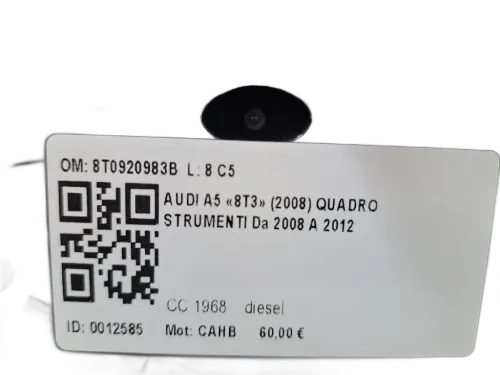 OM: 8T0920983B L: 8 C5
AUDI A5 «8T3» (2008) QUADRO
STRUMENTI Da 2008 A 2012
CC 1968 diesel
ID: 0012585 Mot: CAHB 60,00 €